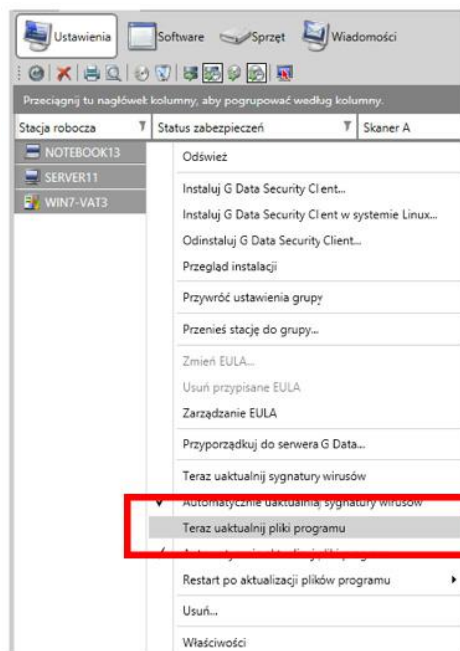 Ustawienia Software Sprzęt Wiadomości
Przeciągnij tu nagłówek kolumny, aby pogrupować według kolumny.
Stacja robocza Status zabezpieczeń Skaner A
NOTEBOOK13
SERVER11
WIN7-VAT3
Odśwież
Instaluj G Data Security Client...
Instaluj G Data Security Client w systemie Linux...
Odinstaluj G Data Security Client...
Przegląd instalacji
Przywróć ustawienia grupy
Przenieś stację do grupy...
Zmień EULA...
Usuń przypisane EULA
Zarządzanie EULA
Przyporządkuj do serwera G Data...
Teraz uaktualnij sygnatury wirusów
Automatycznie uaktualniaj sygnatury wirusów
Teraz uaktualnij pliki programu
Restart po aktualizacji plików programu
Usuń...
Właściwości